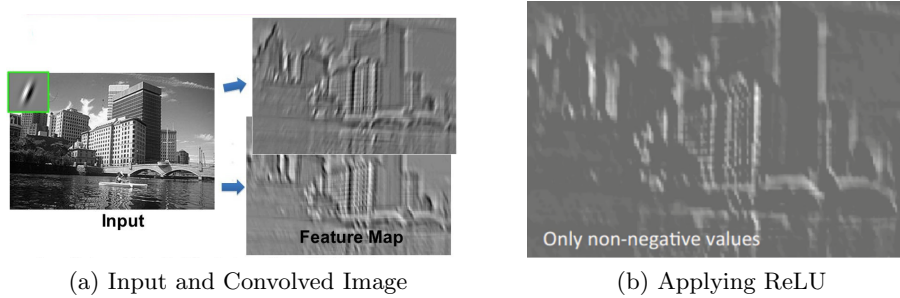 Input
Feature Map
Only non-negative values
(a) Input and Convolved Image
(b) Applying ReLU